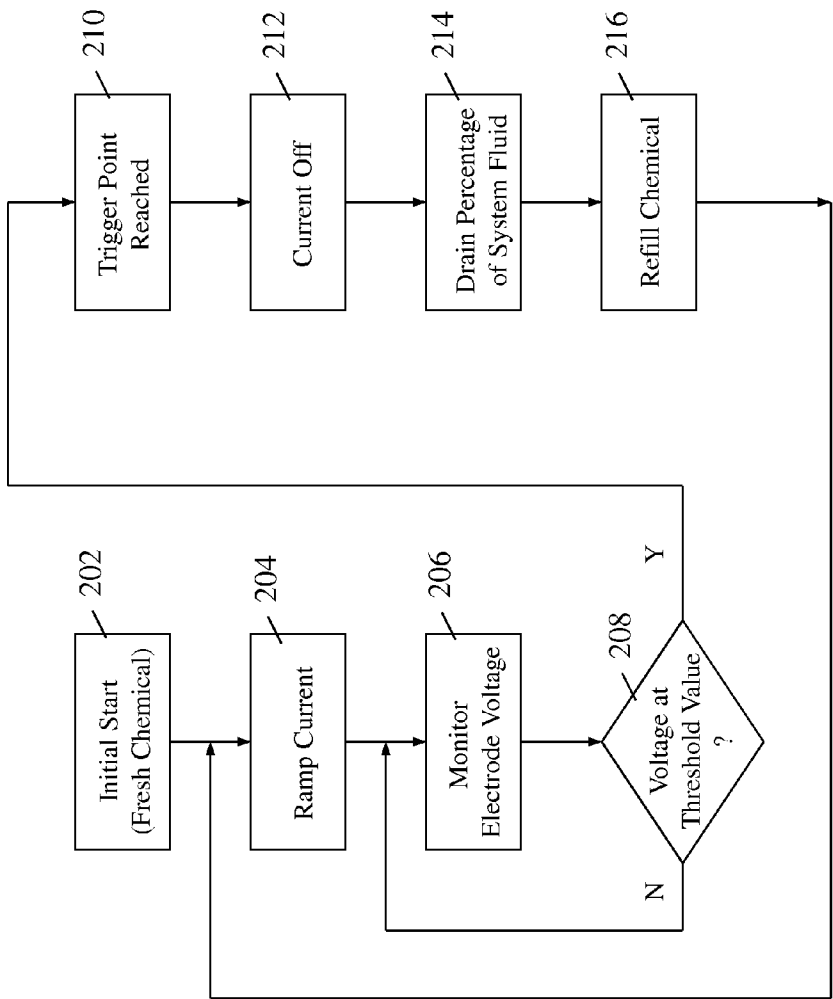 202
Initial Start
(Fresh Chemical)
204
Ramp Current
206
Monitor
Electrode Voltage
208
Voltage at
Threshold Value
?
N
Y
210
Trigger Point
Reached
212
Current Off
214
Drain Percentage
of System Fluid
216
Refill Chemical